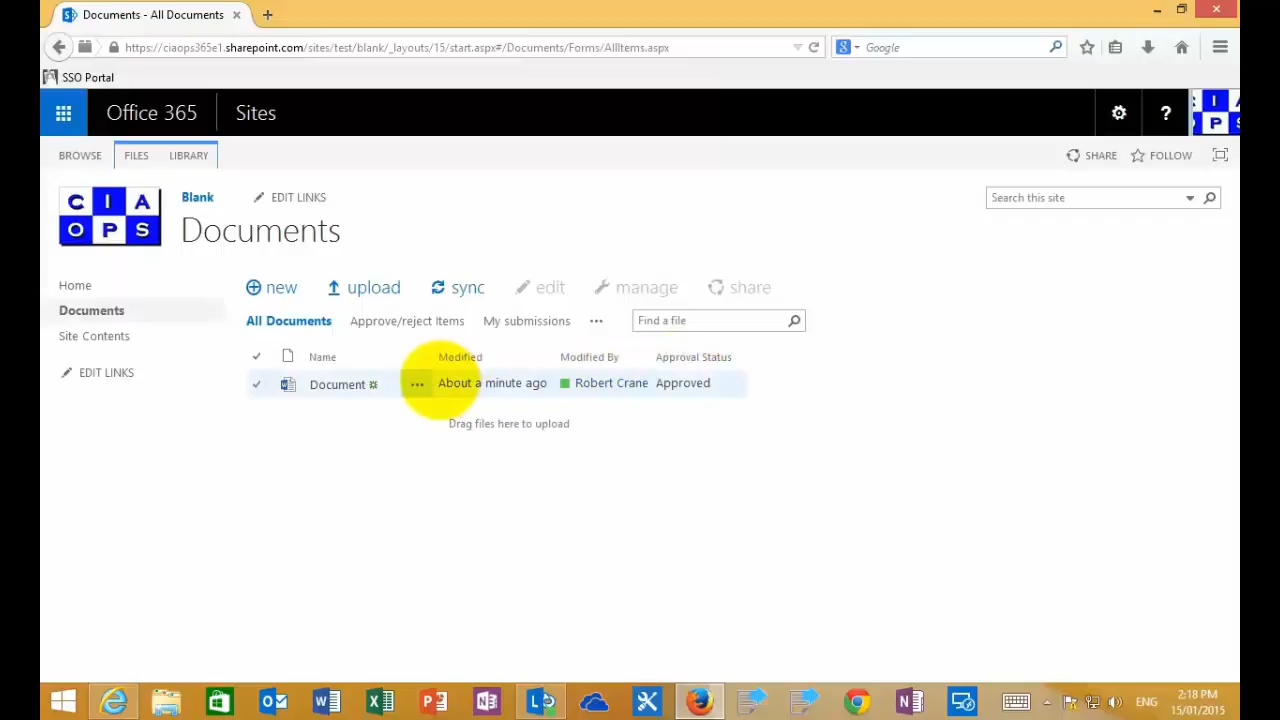 Documents - All Documents
https://ciaops365e1.sharepoint.com/sites/test/blank/_layouts/15/start.aspx#/Documents/Forms/AllItems.aspx
Google
SSO Portal
Office 365
Sites
BROWSE
FILES
LIBRARY
SHARE
FOLLOW
C I A
O P S
Blank
EDIT LINKS
Search this site
Documents
Home
Documents
Site Contents
EDIT LINKS
new
upload
sync
edit
manage
share
All Documents
Approve/reject Items
My submissions
Find a file
Name
Modified
Modified By
Approval Status
Document
About a minute ago
Robert Crane
Approved
Drag files here to upload
ENG
2:18 PM
15/01/2015